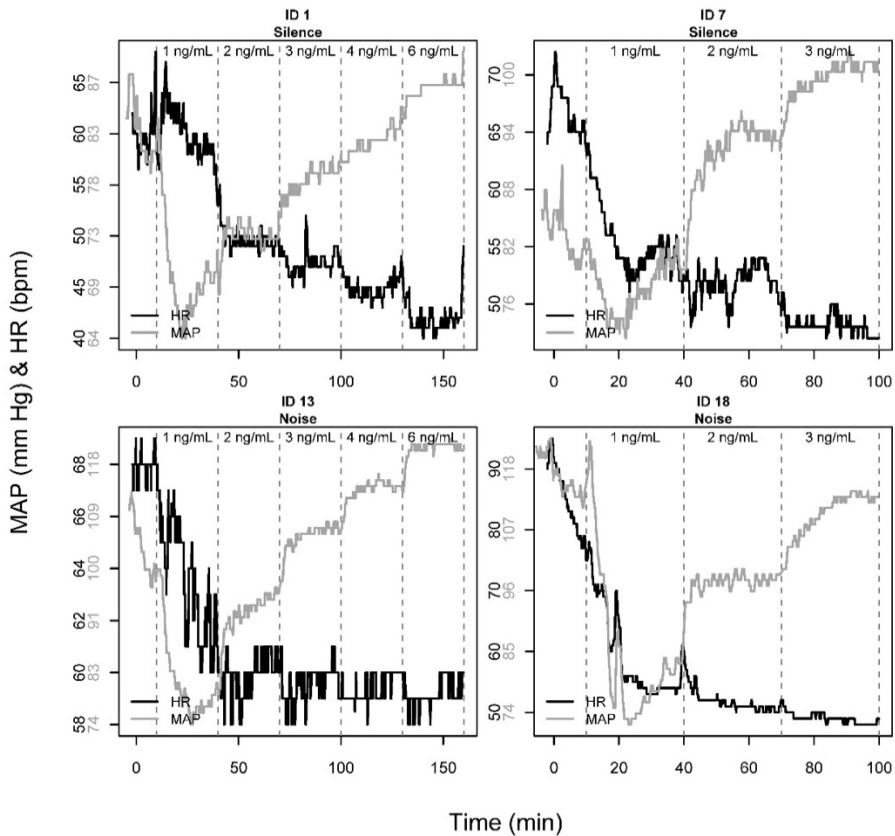 ID 1
Silence
1 ng/mL 2 ng/mL 3 ng/mL 4 ng/mL 6 ng/mL
65
60
55
50
45
40
87
83
78
73
69
64
HR
MAP
0 50 100 150
ID 7
Silence
1 ng/mL 2 ng/mL 3 ng/mL
70
65
60
55
50
100
94
88
82
76
HR
MAP
0 20 40 60 80 100
ID 13
Noise
1 ng/mL 2 ng/mL 3 ng/mL 4 ng/mL 6 ng/mL
68
66
64
62
60
58
118
109
100
91
83
74
HR
MAP
0 50 100 150
ID 18
Noise
1 ng/mL 2 ng/mL 3 ng/mL
90
80
70
60
50
118
107
96
85
74
HR
MAP
0 20 40 60 80 100
MAP (mm Hg) & HR (bpm)
Time (min)